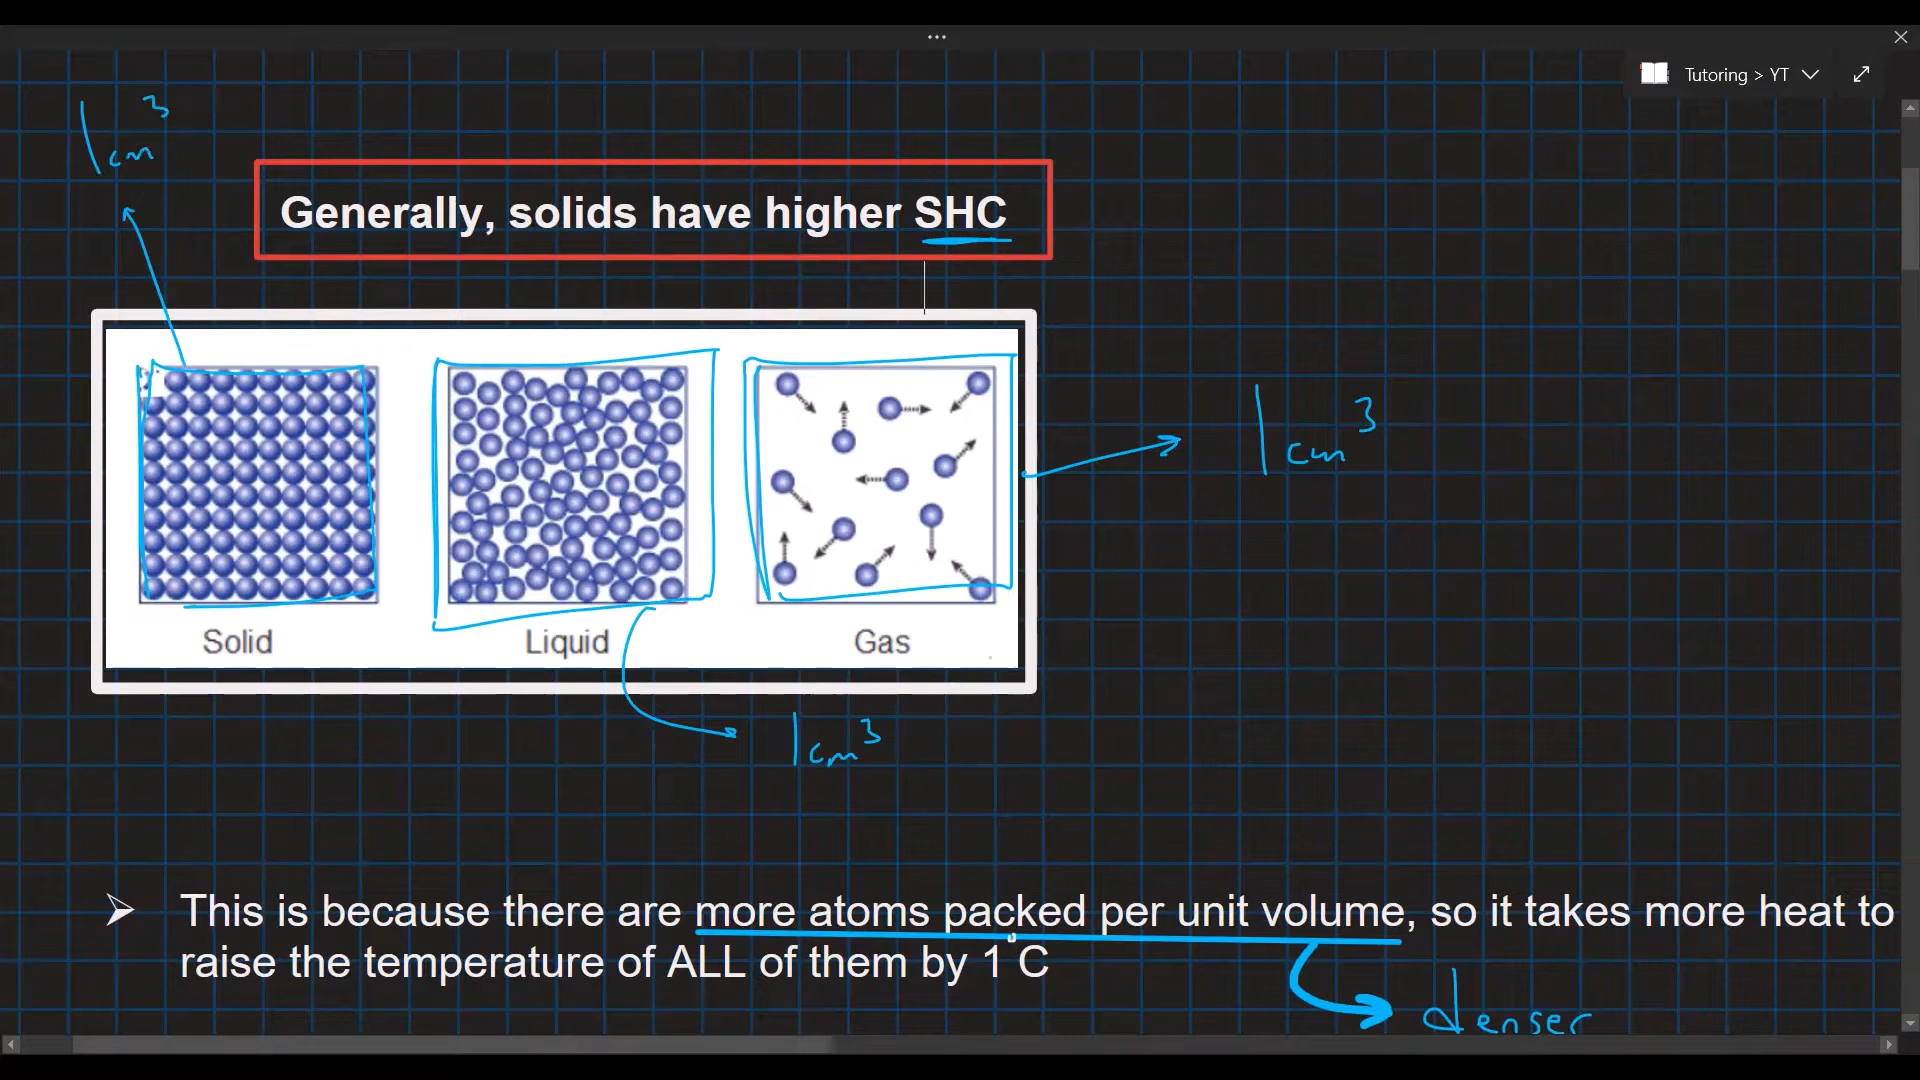 Tutoring > YT
1cm³
Generally, solids have higher SHC
1cm³
Solid
Liquid
Gas
1cm³
This is because there are more atoms packed per unit volume, so it takes more heat to
raise the temperature of ALL of them by 1°C
denser